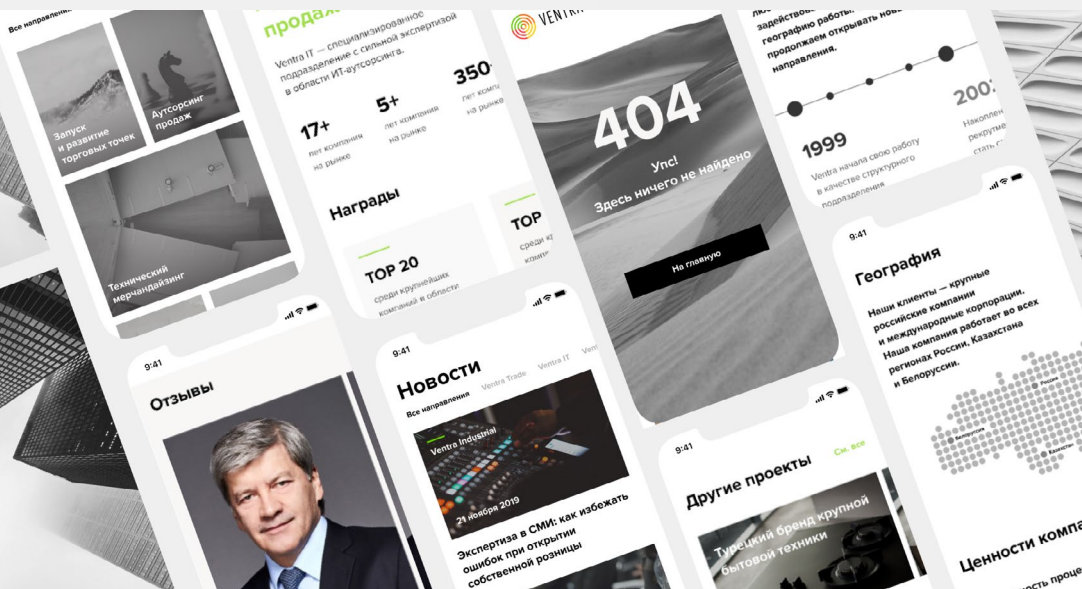 Все направления
Запуск
и развитие
торговых точек
Аутсорсинг
продаж
Технический
мерчандайзинг
Ventra IT — специализированное
подразделение с сильной экспертизой
в области ИТ-аутсорсинга.
17+
лет компании
на рынке
5+
лет компании
на рынке
350
лет
на рынке
Награды
TOP 20
среди крупнейших
компаний в области
TOP
среди
VENTRA
404
Упс!
Здесь ничего не найдено
На главную
географию работы
продолжаем открывать
направления.
1999
Ventra начала свою работу
в качестве структурного
подразделения
9:41
География
Наши клиенты — крупные
российские компании
и международные корпорации.
Наша компания работает во всех
регионах России, Казахстана
и Белоруссии.
Россия
Белоруссия
Казахстан
Ценности
9:41
Отзывы
9:41
Новости
Все направления
Ventra Trade
Ventra IT
Ventra Industrial
21 ноября 2019
Экспертиза в СМИ: как избежать
ошибок при открытии
собственной розницы
9:41
Другие проекты
См. все
Турецкий бренд крупной
бытовой техники